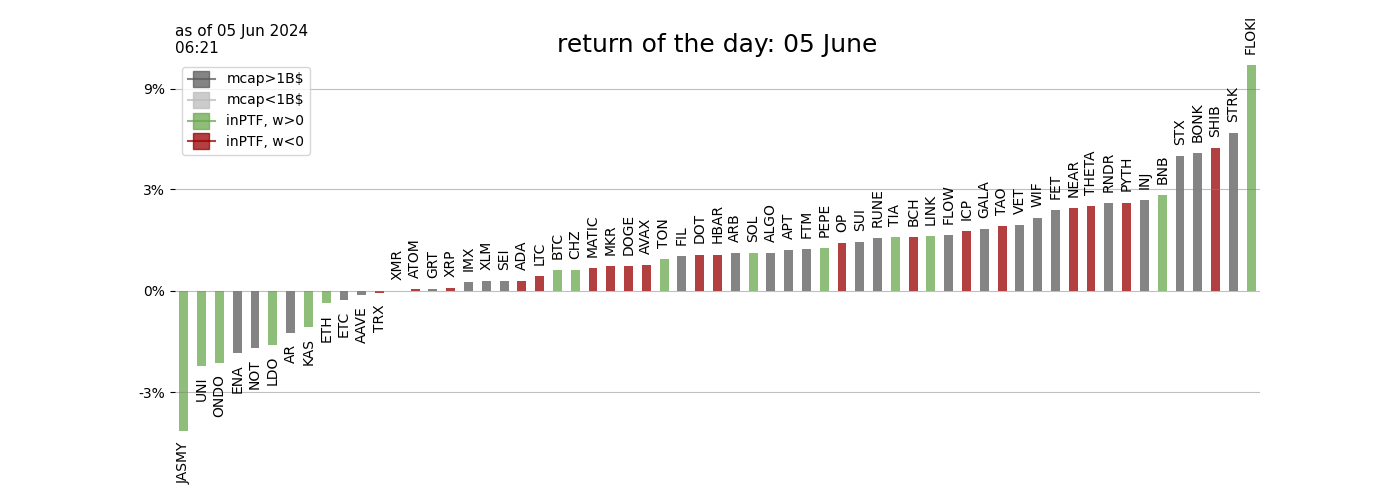 as of 05 Jun 2024
06:21
return of the day: 05 June
mcap>1B$
mcap<1B$
inPTF, w>0
inPTF, w<0
9%
3%
0%
-3%
JASMY
UNI
ONDO
ENA
NOT
LDO
AR
KAS
ETH
ETC
AAVE
TRX
XMR
ATOM
GRT
XRP
IMX
XLM
SEI
ADA
LTC
BTC
CHZ
MATIC
MKR
DOGE
AVAX
TON
FIL
DOT
HBAR
ARB
SOL
ALGO
APT
FTM
PEPE
OP
SUI
RUNE
TIA
BCH
LINK
FLOW
ICP
GALA
TAO
VET
WIF
FET
NEAR
THETA
RNDR
PYTH
INJ
BNB
STX
BONK
SHIB
STRK
FLOKI